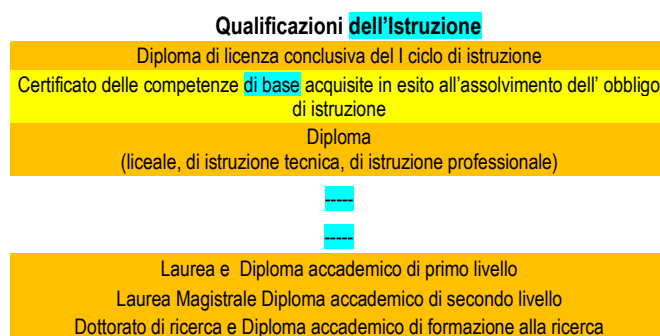 Qualificazioni dell'Istruzione
Diploma di licenza conclusiva del I ciclo di istruzione
Certificato delle competenze di base acquisite in esito all'assolvimento dell' obbligo
di istruzione
Diploma
(liceale, di istruzione tecnica, di istruzione professionale)
-----
-----
Laurea e Diploma accademico di primo livello
Laurea Magistrale Diploma accademico di secondo livello
Dottorato di ricerca e Diploma accademico di formazione alla ricerca